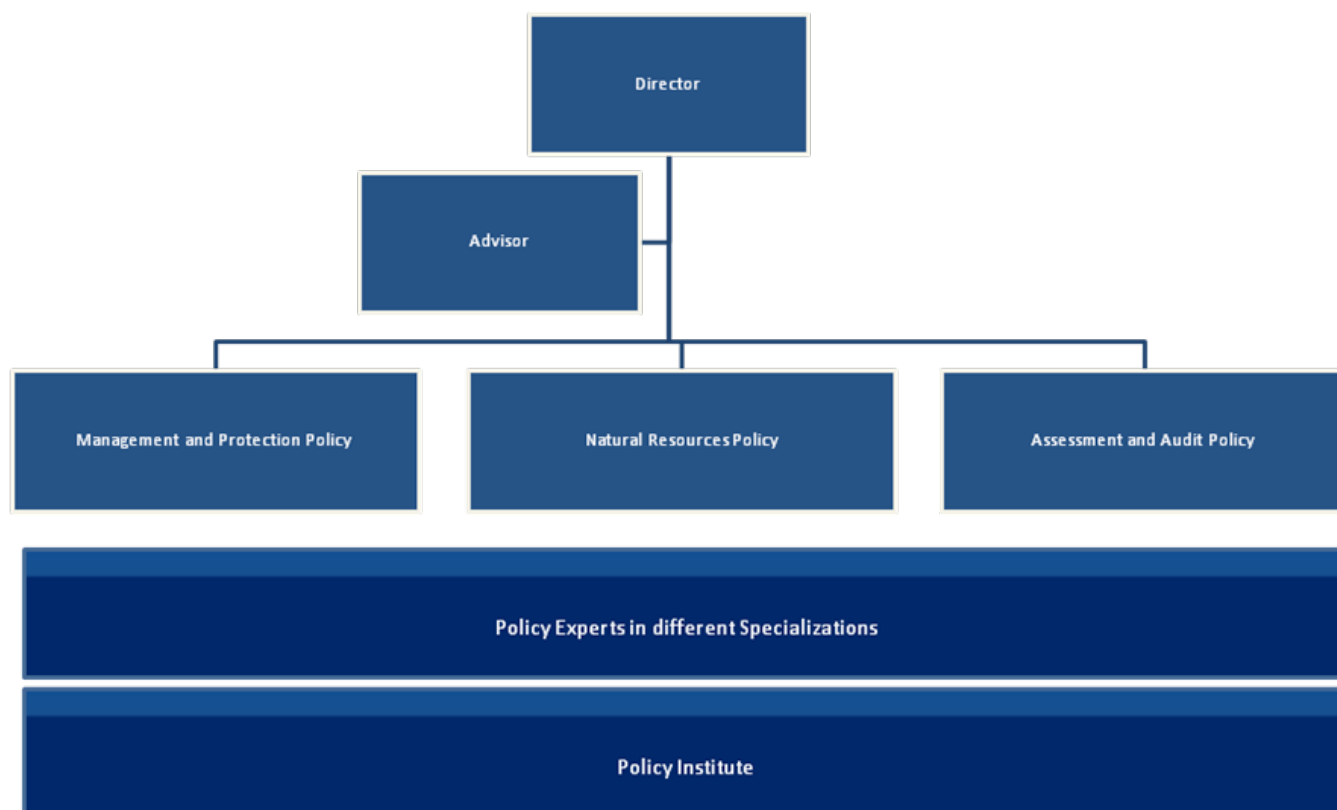 Director
Advisor
Management and Protection Policy
Natural Resources Policy
Assessment and Audit Policy
Policy Experts in different Specializations
Policy Institute